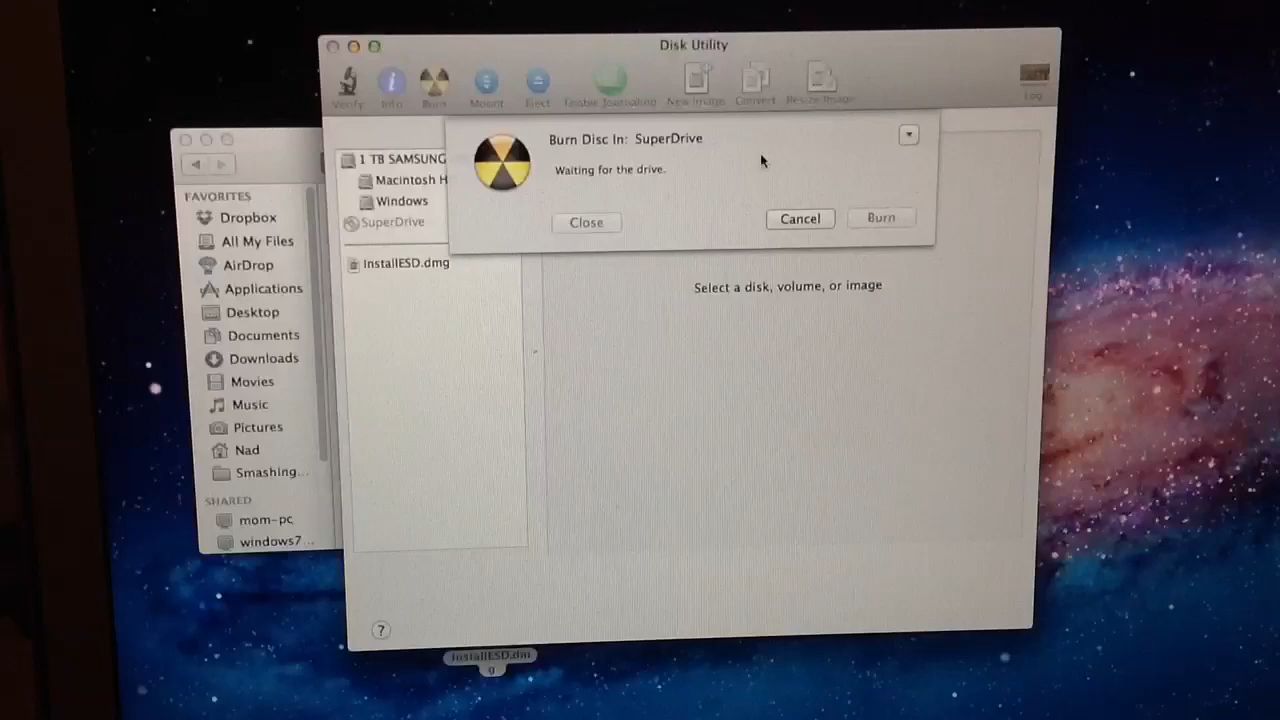 Disk Utility
Verify Info Burn Mount Eject Enable Journaling New Image Convert Resize Image Log
Burn Disc In: SuperDrive
Waiting for the drive.
Close Cancel Burn
1 TB SAMSUNG
Macintosh H
Windows
SuperDrive
InstallESD.dmg
Select a disk, volume, or image
?
FAVORITES
Dropbox
All My Files
AirDrop
Applications
Desktop
Documents
Downloads
Movies
Music
Pictures
Nad
Smashing...
SHARED
mom-pc
windows7...
InstallESD.dm
g